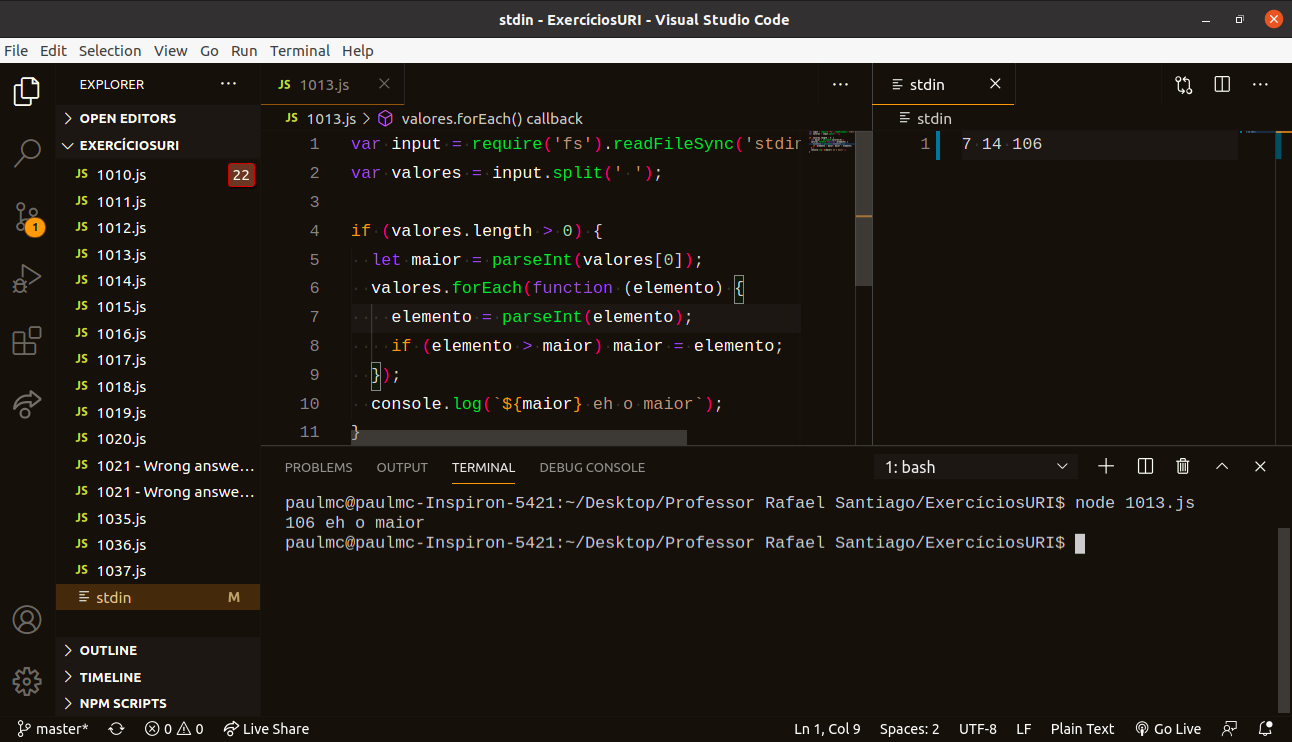 stdin - ExercíciosURI - Visual Studio Code
File Edit Selection View Go Run Terminal Help
EXPLORER
OPEN EDITORS
EXERCÍCIOSURI
JS 1010.js 22
JS 1011.js
JS 1012.js
JS 1013.js
JS 1014.js
JS 1015.js
JS 1016.js
JS 1017.js
JS 1018.js
JS 1019.js
JS 1020.js
JS 1021 - Wrong answe...
JS 1021 - Wrong answe...
JS 1035.js
JS 1036.js
JS 1037.js
stdin M
OUTLINE
TIMELINE
NPM SCRIPTS
1
JS 1013.js
JS 1013.js > valores.forEach() callback
1 var input = require('fs').readFileSync('stdin
2 var valores = input.split(' ');
3
4 if (valores.length > 0) {
5 let maior = parseInt(valores[0]);
6 valores.forEach(function (elemento) {
7 elemento = parseInt(elemento);
8 if (elemento > maior) maior = elemento;
9 });
10 console.log(`${maior} eh o maior`);
11 }
stdin
stdin
1 7 14 106
PROBLEMS OUTPUT TERMINAL DEBUG CONSOLE 1: bash
paulmc@paulmc-Inspiron-5421:~/Desktop/Professor Rafael Santiago/ExercíciosURI$ node 1013.js
106 eh o maior
paulmc@paulmc-Inspiron-5421:~/Desktop/Professor Rafael Santiago/ExercíciosURI$
master* 0 0 Live Share Ln 1, Col 9 Spaces: 2 UTF-8 LF Plain Text Go Live